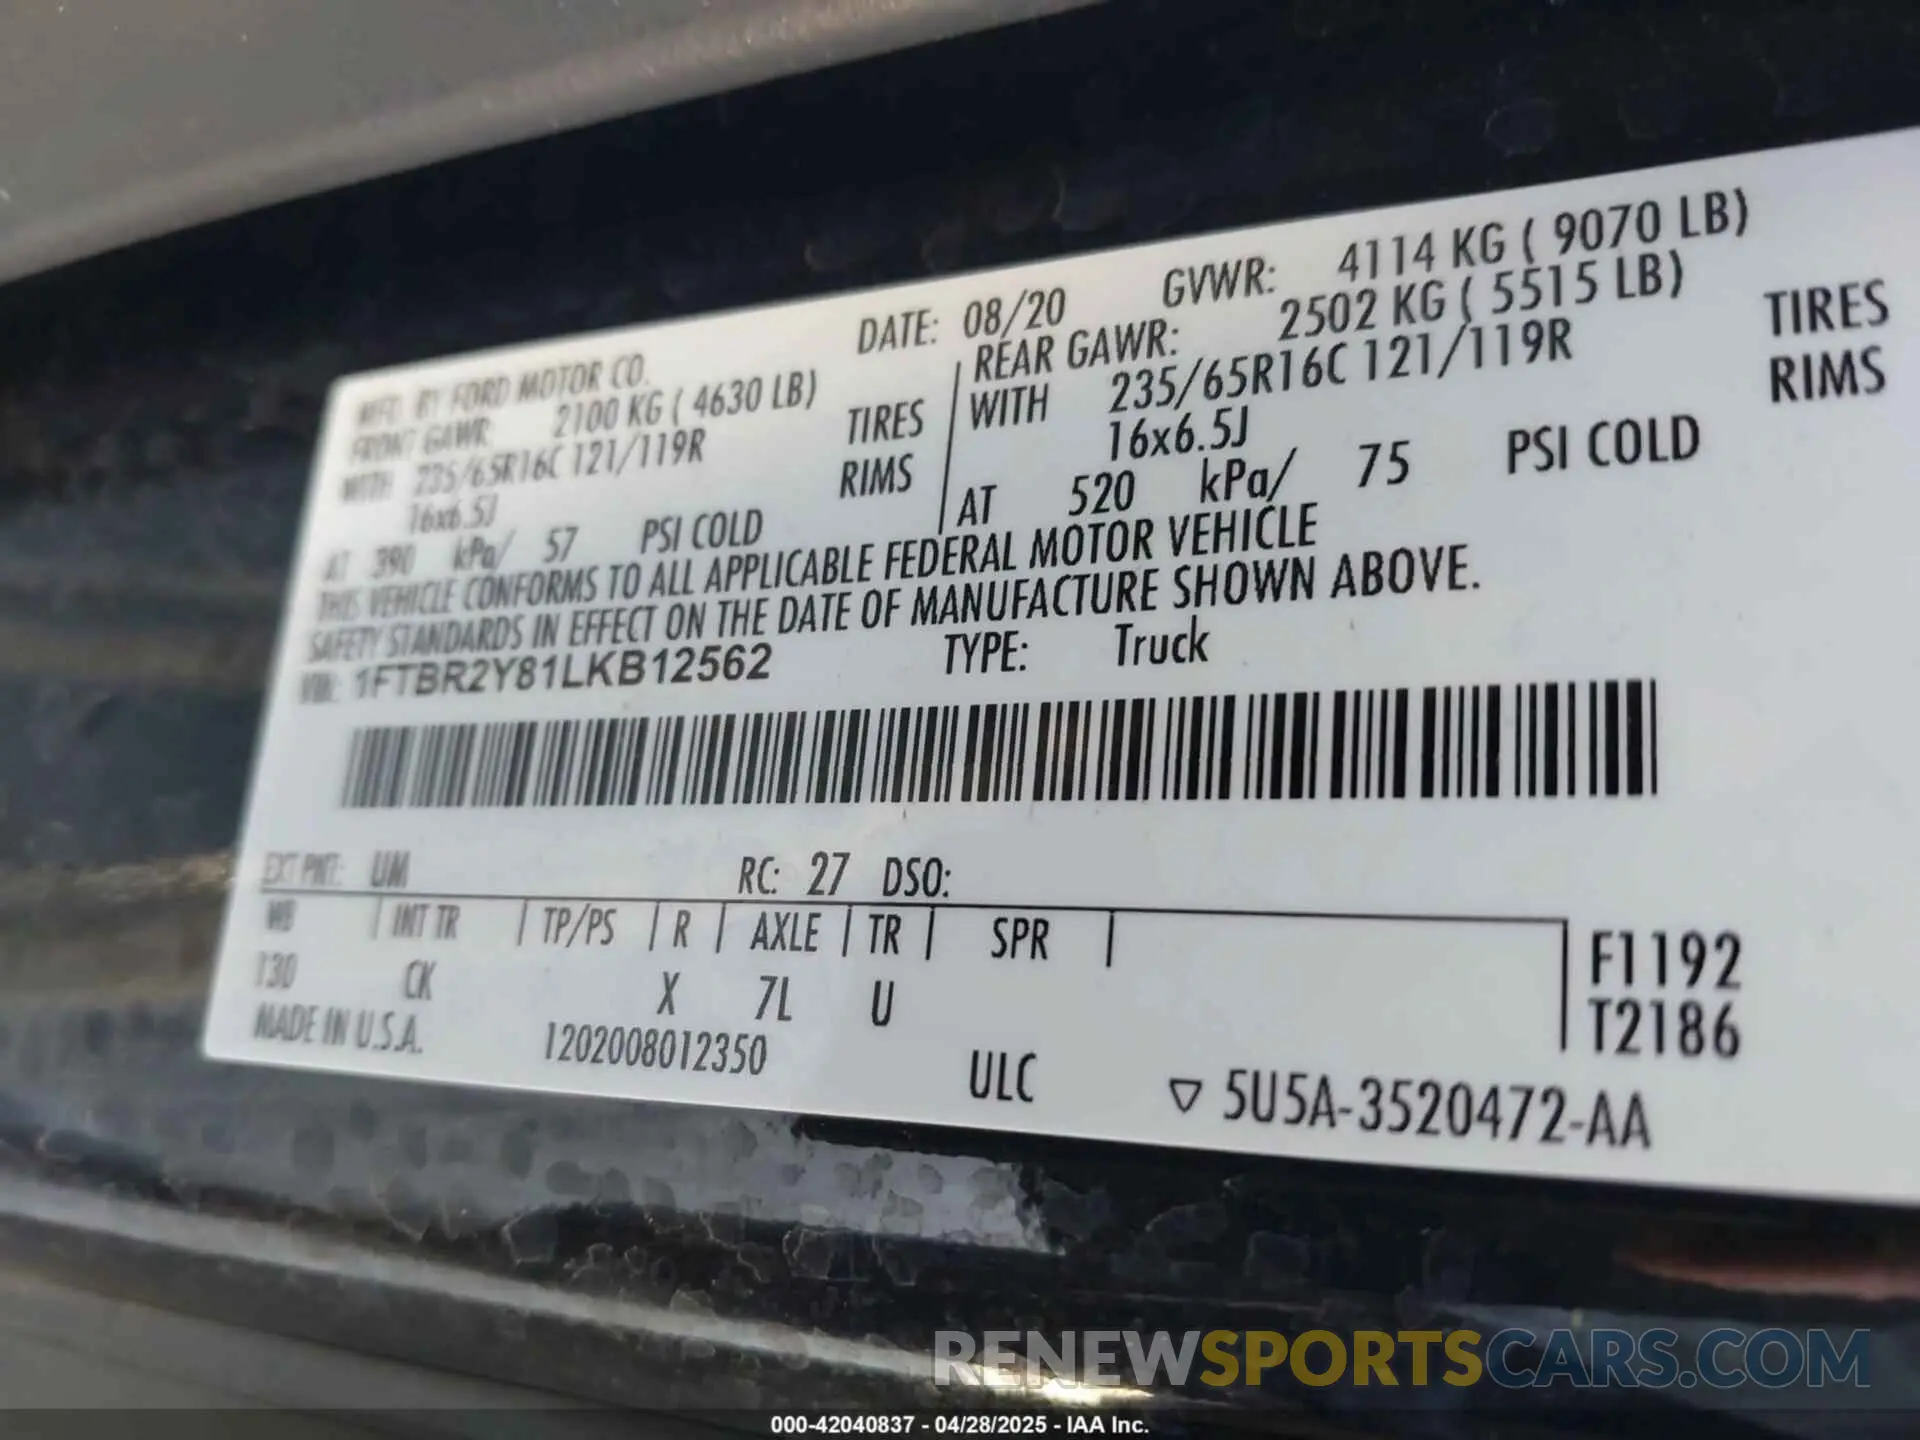 MFD. BY FORD MOTOR CO. DATE: 08/20 GVWR: 4114 KG ( 9070 LB)
FRONT GAWR: 2100 KG ( 4630 LB) REAR GAWR: 2502 KG ( 5515 LB)
WITH 235/65R16C 121/119R TIRES WITH 235/65R16C 121/119R TIRES
16x6.5J RIMS 16x6.5J RIMS
AT 390 kPa/ 57 PSI COLD AT 520 kPa/ 75 PSI COLD
THIS VEHICLE CONFORMS TO ALL APPLICABLE FEDERAL MOTOR VEHICLE
SAFETY STANDARDS IN EFFECT ON THE DATE OF MANUFACTURE SHOWN ABOVE.
VIN: 1FTBR2Y81LKB12562 TYPE: Truck
EXT PNT: UM RC: 27 DSO:
WB INT TR TP/PS R AXLE TR SPR F1192
130 CK X 7L U T2186
MADE IN U.S.A. 1202008012350 ULC ▽ 5U5A-3520472-AA
RENEWSPORTSCARS.COM
000-42040837 - 04/28/2025 - IAA Inc.